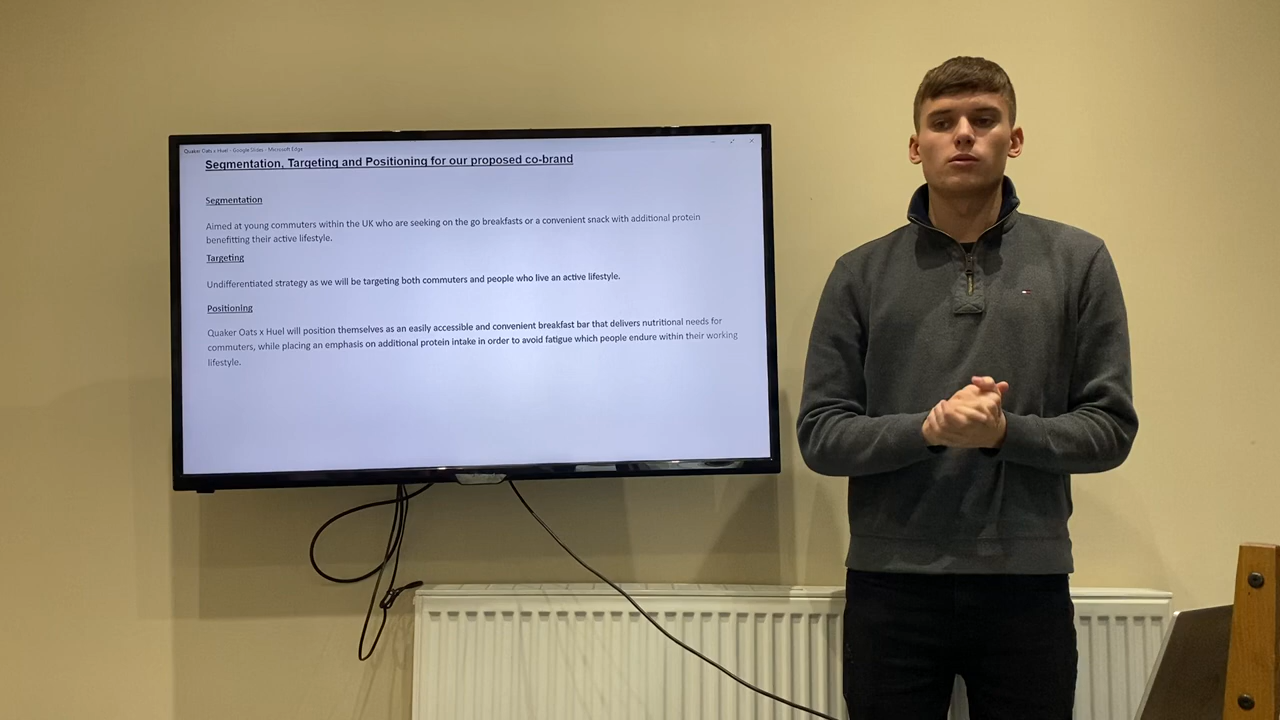 Quaker Oats x Huel - Google Slides - Microsoft Edge
Segmentation, Targeting and Positioning for our proposed co-brand
Segmentation
Aimed at young commuters within the UK who are seeking on the go breakfasts or a convenient snack with additional protein
benefitting their active lifestyle.
Targeting
Undifferentiated strategy as we will be targeting both commuters and people who live an active lifestyle.
Positioning
Quaker Oats x Huel will position themselves as an easily accessible and convenient breakfast bar that delivers nutritional needs for
commuters, while placing an emphasis on additional protein intake in order to avoid fatigue which people endure within their working
lifestyle.